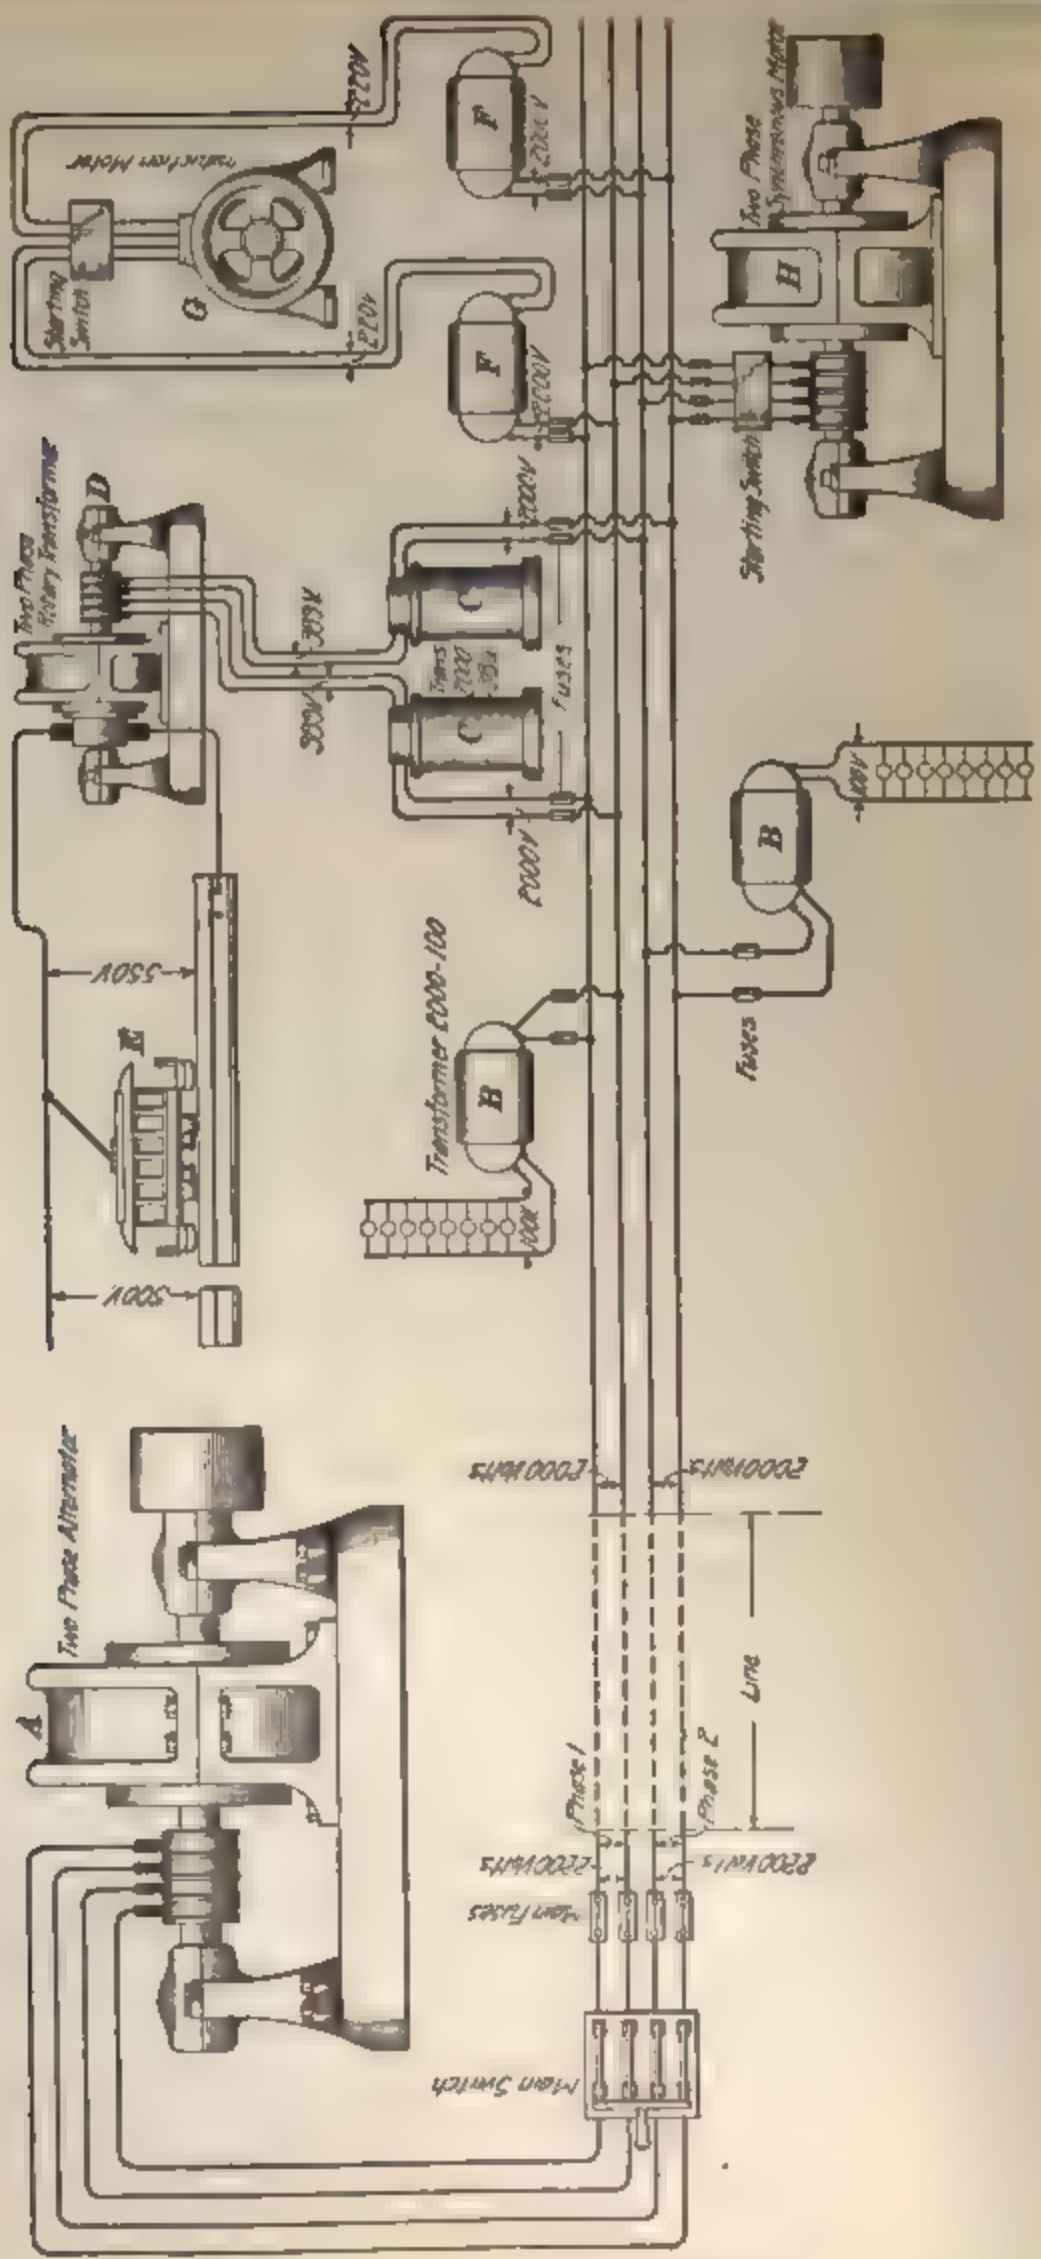 A
Two Phase Alternator
Main Switch
Main Fuses
2200 Volts
2200 Volts
Phase 1
Phase 2
Line
2000 Volts
2000 Volts
500V
E
550V
Two Phase
Rotary Transformer
D
Transformer 2000-100
B
100V
B
100V
Fuses
2000V
C
C
Trans
2000
Fuses
2000V
Starting
Switch
G
Induction Motor
220V
220V
F
2000V
F
2000V
Starting Switch
H
Two Phase
Synchronous Motor